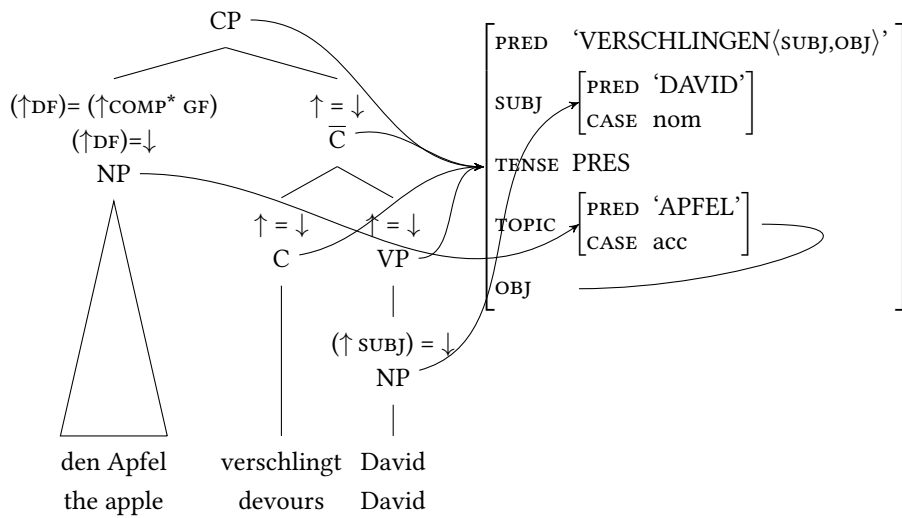 CP
[PRED ‘VERSCHLINGEN⟨SUBJ,OBJ⟩’
(↑DF)= (↑COMP* GF)
↑ = ↓
SUBJ [PRED ‘DAVID’
CASE nom]
(↑DF)=↓
C̅
NP
TENSE PRES
↑ = ↓
↑ = ↓
TOPIC [PRED ‘APFEL’
CASE acc]
C
VP
OBJ ]
(↑ SUBJ) = ↓
NP
den Apfel verschlingt David
the apple devours David